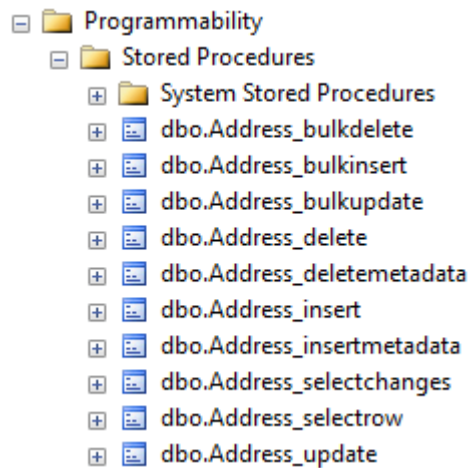 Programmability
Stored Procedures
System Stored Procedures
dbo.Address_bulkdelete
dbo.Address_bulkinsert
dbo.Address_bulkupdate
dbo.Address_delete
dbo.Address_deletemetadata
dbo.Address_insert
dbo.Address_insertmetadata
dbo.Address_selectchanges
dbo.Address_selectrow
dbo.Address_update